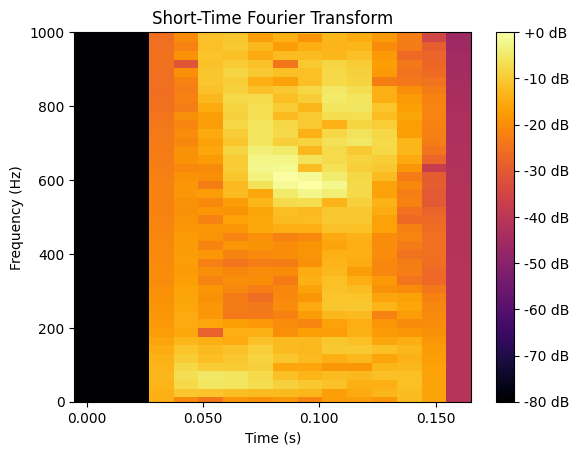 Short-Time Fourier Transform
1000
800
600
400
200
0
Frequency (Hz)
0.000
0.050
0.100
0.150
Time (s)
+0 dB
-10 dB
-20 dB
-30 dB
-40 dB
-50 dB
-60 dB
-70 dB
-80 dB